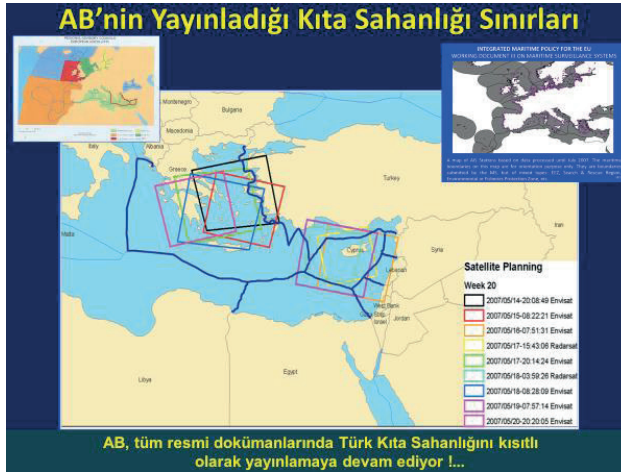 AB'nin Yayınladığı Kıta Sahanlığı Sınırları
INTEGRATED MARITIME POLICY FOR THE EU
WORKING DOCUMENT III ON MARITIME SURVEILLANCE SYSTEMS
Montenegro
Bulgaria
Macedonia
Albania
Italy
Greece
Turkey
Malta
Cyprus
Syria
Iran
Lebanon
West Bank
Israel
Jordan
Libya
Egypt
Satellite Planning
Week 20
2007/05/14-20:08:49 Envisat
2007/05/15-08:22:21 Envisat
2007/05/16-07:51:31 Envisat
2007/05/17-15:43:06 Radarsat
2007/05/17-20:14:24 Envisat
2007/05/18-03:59:26 Radarsat
2007/05/18-08:28:09 Envisat
2007/05/19-07:57:14 Envisat
2007/05/20-20:20:05 Envisat
AB, tüm resmi dokümanlarında Türk Kıta Sahanlığını kısıtlı
olarak yayınlamaya devam ediyor !...